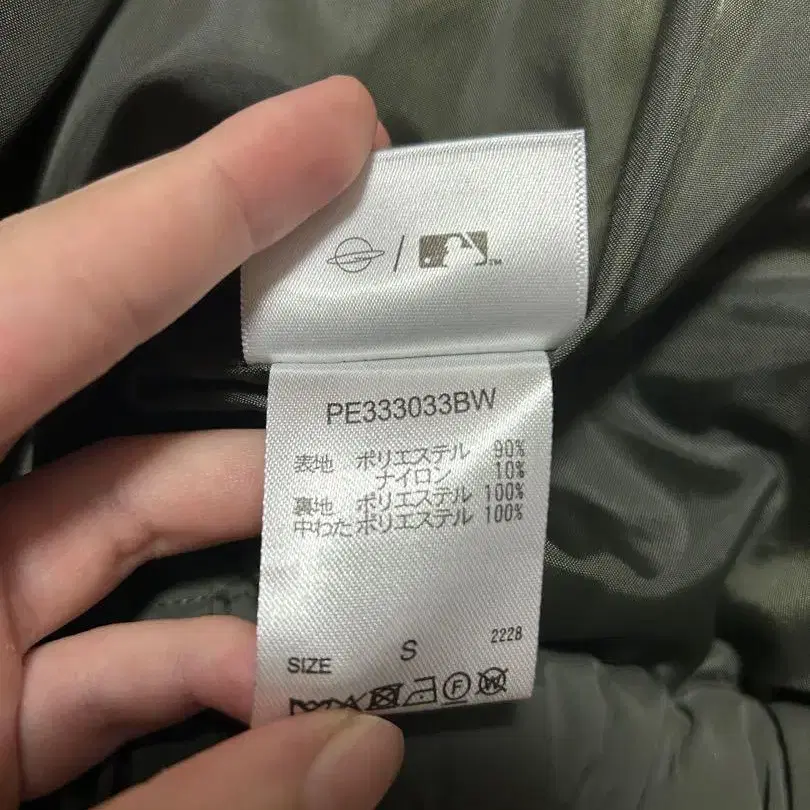 / ™
PE333033BW
表地 ポリエステル 90%
ナイロン 10%
裏地 ポリエステル 100%
中わた ポリエステル 100%
SIZE S 2228
F W